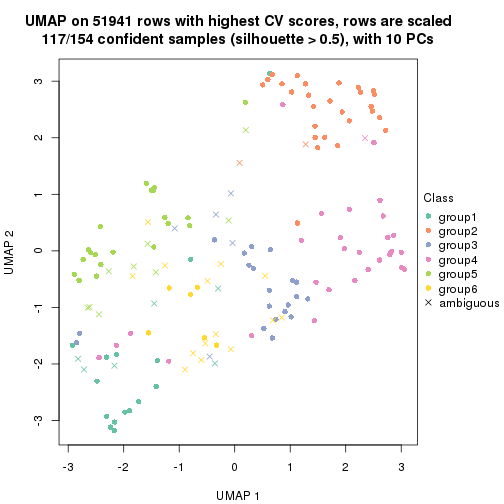 UMAP on 51941 rows with highest CV scores, rows are scaled
117/154 confident samples (silhouette > 0.5), with 10 PCs
3
2
1
0
-1
-2
-3
UMAP 2
-3
-2
-1
0
1
2
3
UMAP 1
Class
group1
group2
group3
group4
group5
group6
ambiguous